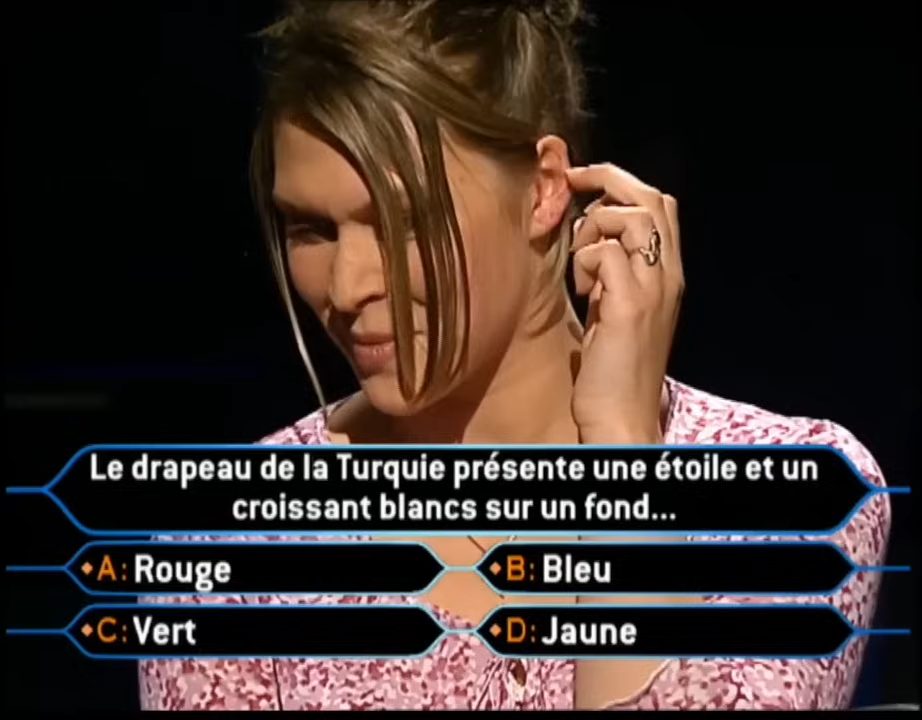 Le drapeau de la Turquie présente une étoile et un
croissant blancs sur un fond...
A: Rouge
B: Bleu
C: Vert
D: Jaune